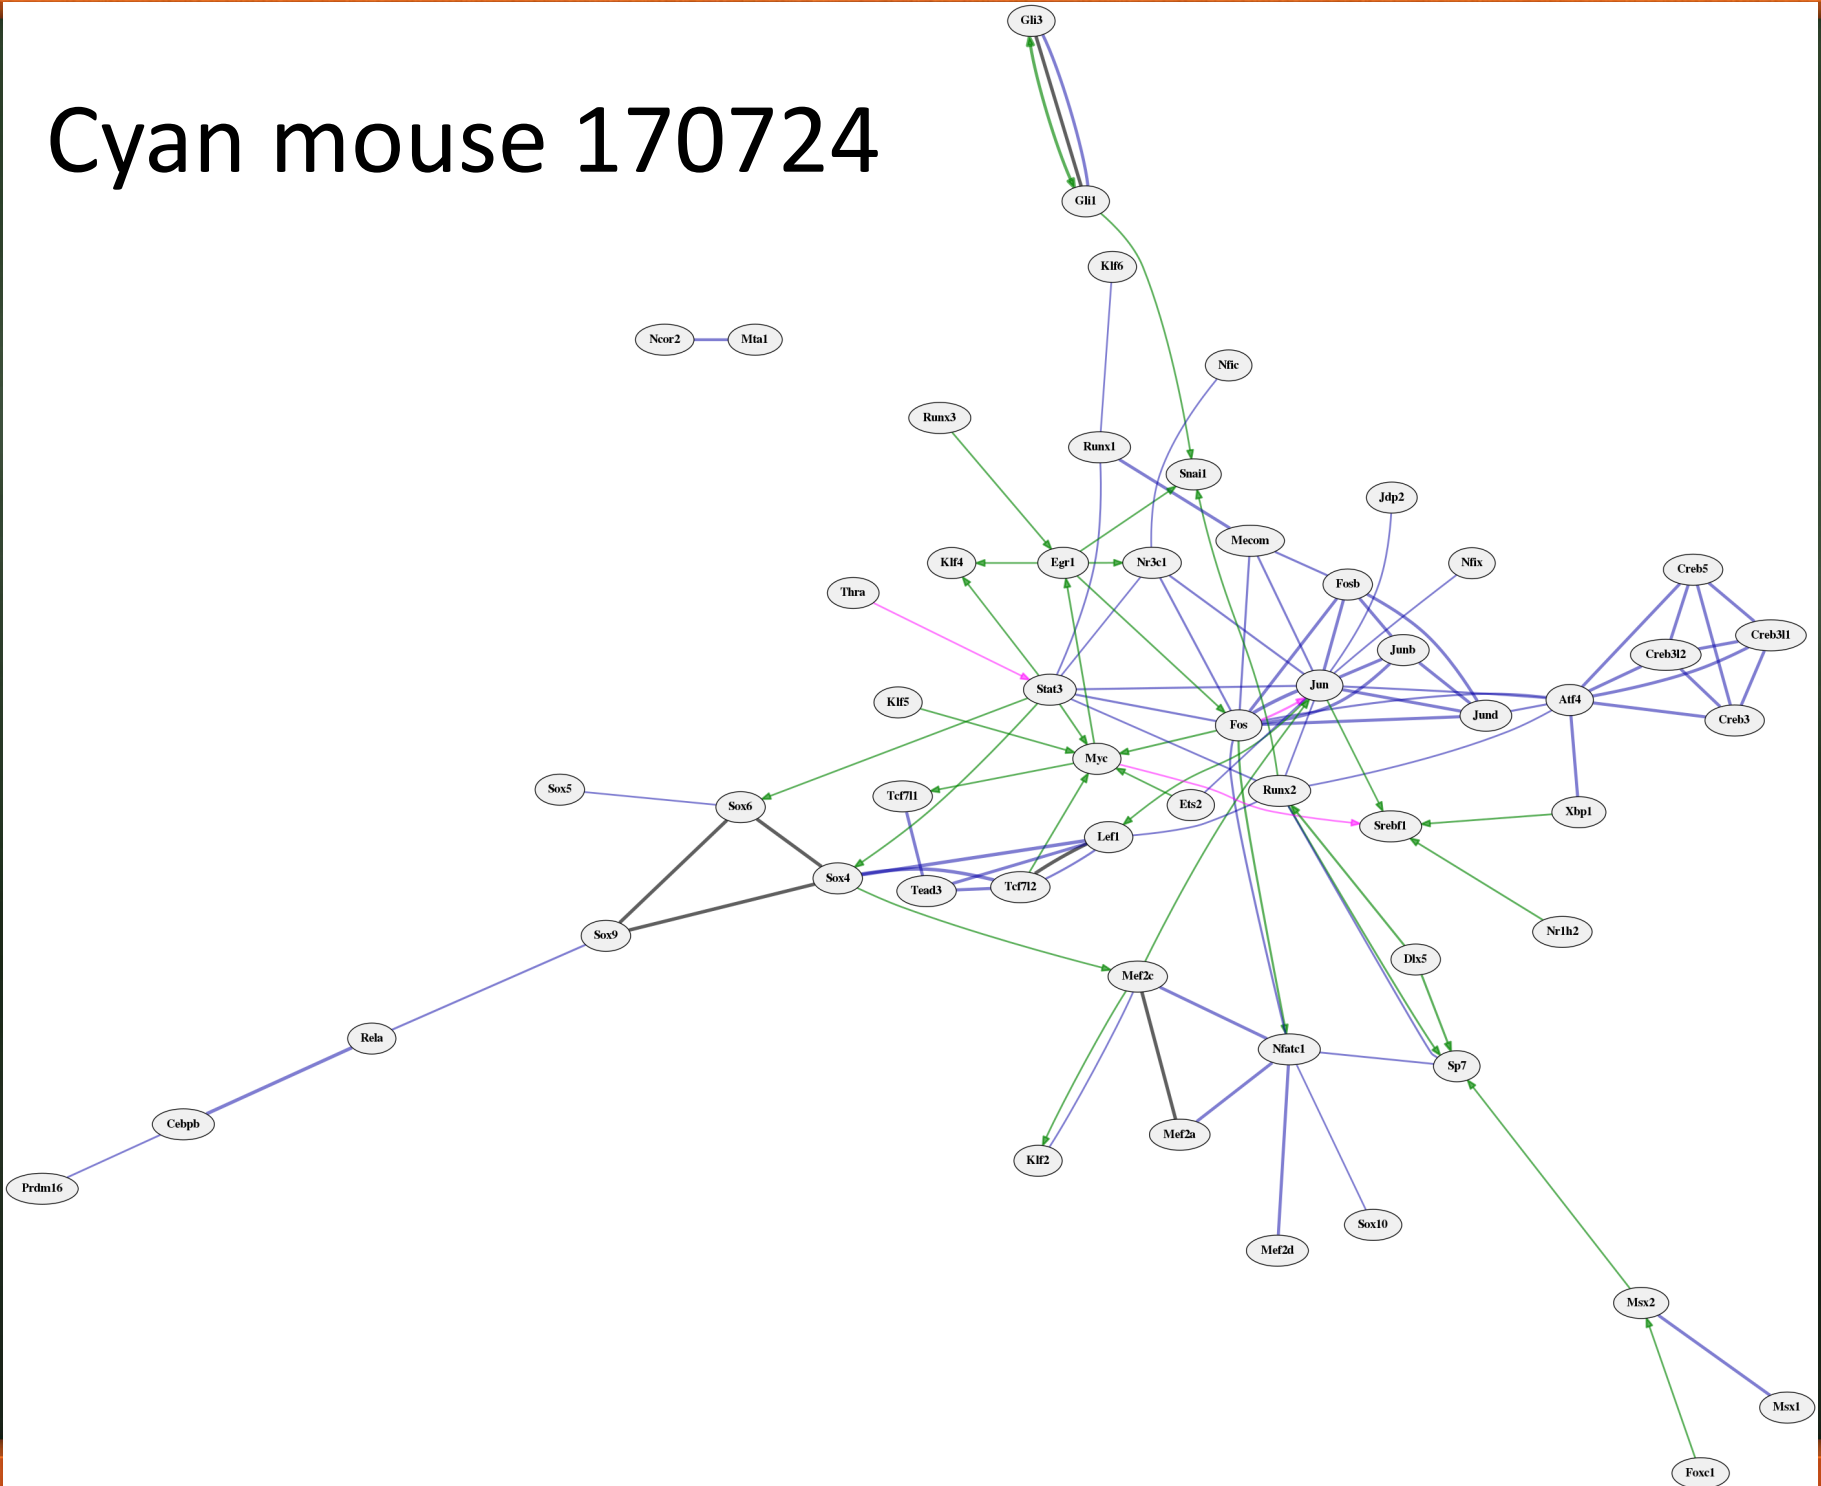 Gli3
Cyan mouse 170724
Gli1
Klf6
Ncor2
Mta1
Nfic
Runx3
Runx1
Snai1
Jdp2
Mecom
Klf4
Egr1
Nr3c1
Nfix
Creb5
Thra
Fosb
Creb3l1
Junb
Creb3l2
Stat3
Jun
Klf5
Atf4
Fos
Jund
Creb3
Myc
Sox5
Tcf7l1
Runx2
Sox6
Ets2
Xbp1
Srebf1
Lef1
Sox4
Tead3
Tcf7l2
Sox9
Nr1h2
Dlx5
Mef2c
Rela
Nfatc1
Sp7
Cebpb
Mef2a
Klf2
Prdm16
Sox10
Mef2d
Msx2
Msx1
Foxc1